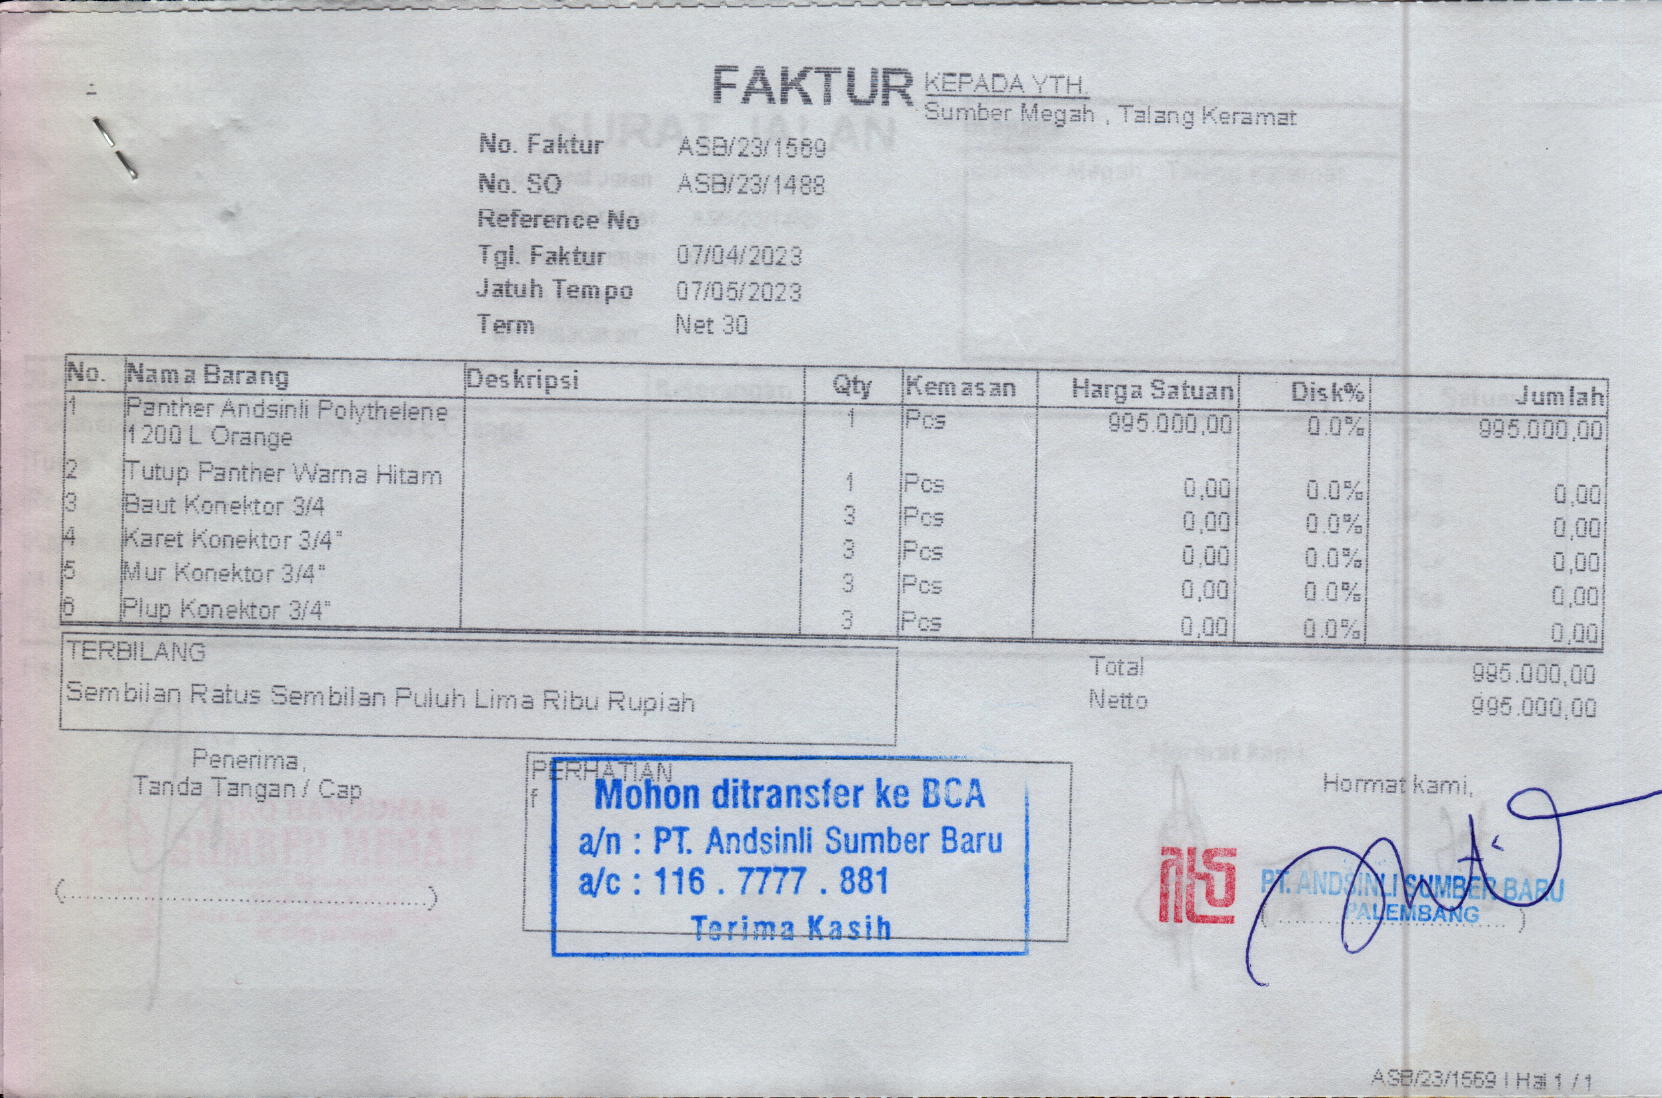 FAKTUR
KEPADA YTH.
Sumber Megah , Talang Keramat
No. Faktur ASB/23/1569
No. SO ASB/23/1488
Reference No
Tgl. Faktur 07/04/2023
Jatuh Tempo 07/05/2023
Term Net 30
No. Nama Barang Deskripsi Qty Kemasan Harga Satuan Disk% Jumlah
1 Panther Andsinli Polythelene 1 Pcs 995.000,00 0.0% 995.000,00
1200 L Orange
2 Tutup Panther Warna Hitam 1 Pcs 0,00 0.0% 0,00
3 Baut Konektor 3/4 3 Pcs 0,00 0.0% 0,00
4 Karet Konektor 3/4" 3 Pcs 0,00 0.0% 0,00
5 Mur Konektor 3/4" 3 Pcs 0,00 0.0% 0,00
6 Plup Konektor 3/4" 3 Pcs 0,00 0.0% 0,00
TERBILANG
Sembilan Ratus Sembilan Puluh Lima Ribu Rupiah
Total 995.000,00
Netto 995.000,00
Penerima,
Tanda Tangan / Cap
(..........................................)
PERHATIAN
f
Mohon ditransfer ke BCA
a/n : PT. Andsinli Sumber Baru
a/c : 116 . 7777 . 881
Terima Kasih
Hormat kami,
PT. ANDSINLI SUMBER BARU
PALEMBANG
ASB/23/1569 | Hal 1 / 1